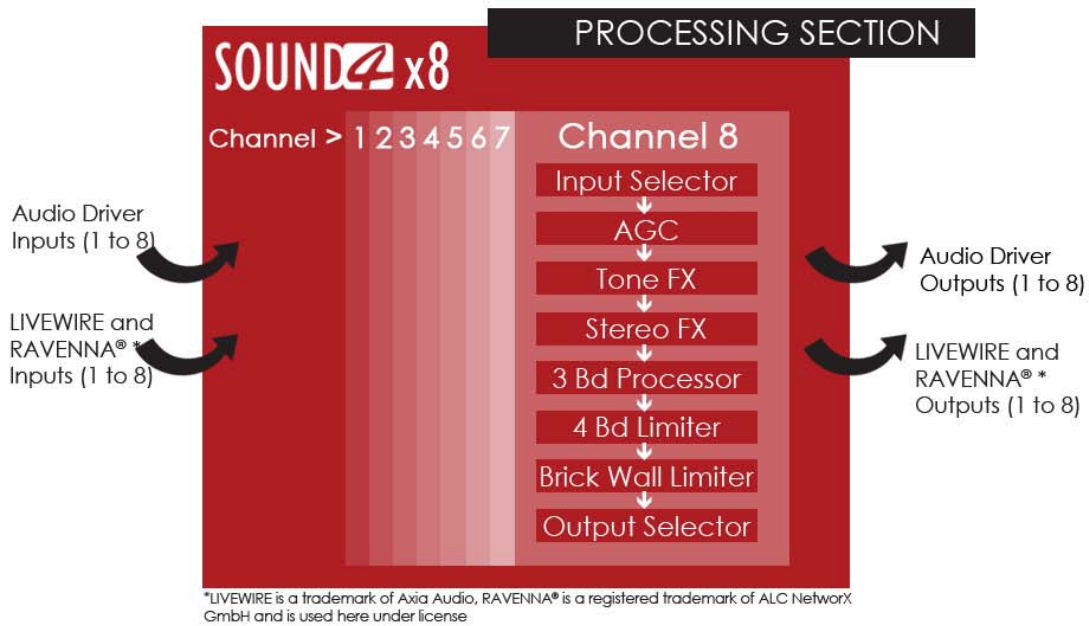 PROCESSING SECTION
SOUND4 x8
Channel > 1 2 3 4 5 6 7
Channel 8
Input Selector
AGC
Tone FX
Stereo FX
3 Bd Processor
4 Bd Limiter
Brick Wall Limiter
Output Selector
Audio Driver
Inputs (1 to 8)
LIVEWIRE and
RAVENNA® *
Inputs (1 to 8)
Audio Driver
Outputs (1 to 8)
LIVEWIRE and
RAVENNA® *
Outputs (1 to 8)
*LIVEWIRE is a trademark of Axia Audio, RAVENNA® is a registered trademark of ALC NetworX
GmbH and is used here under license